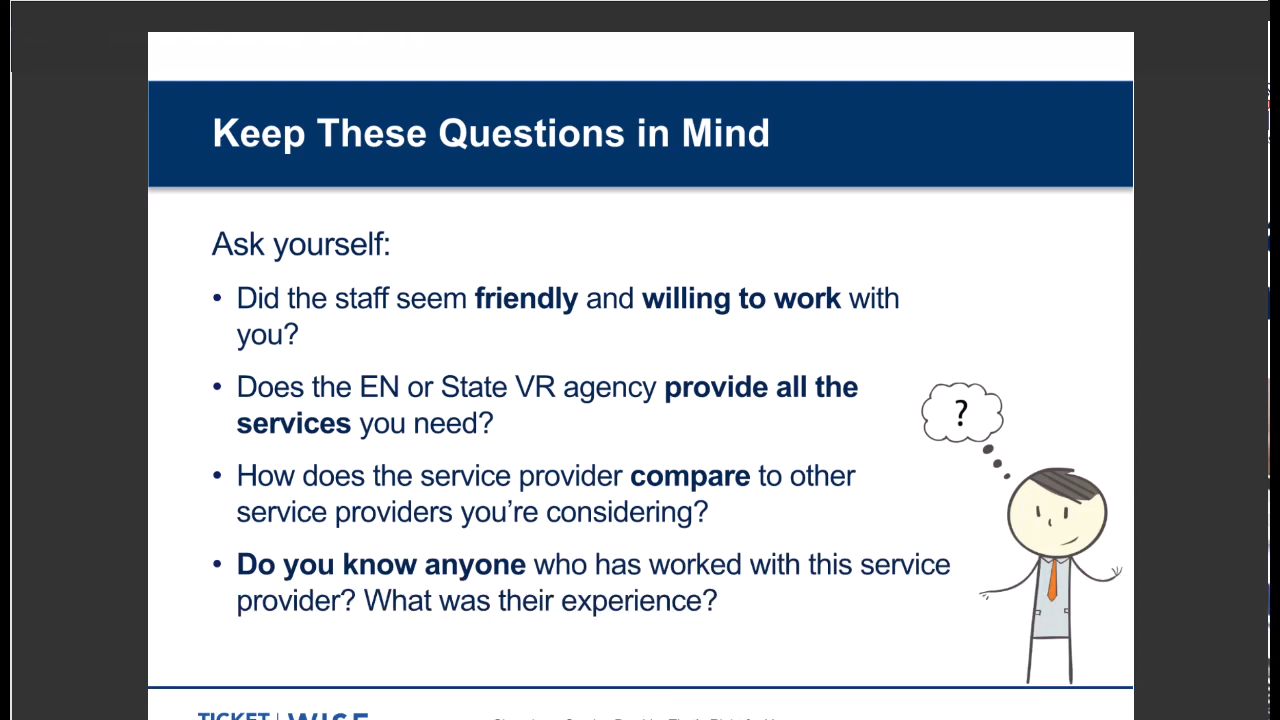 Keep These Questions in Mind
Ask yourself:
• Did the staff seem friendly and willing to work with
you?
• Does the EN or State VR agency provide all the
services you need?
• How does the service provider compare to other
service providers you’re considering?
• Do you know anyone who has worked with this service
provider? What was their experience?
?
TICKET | WISE